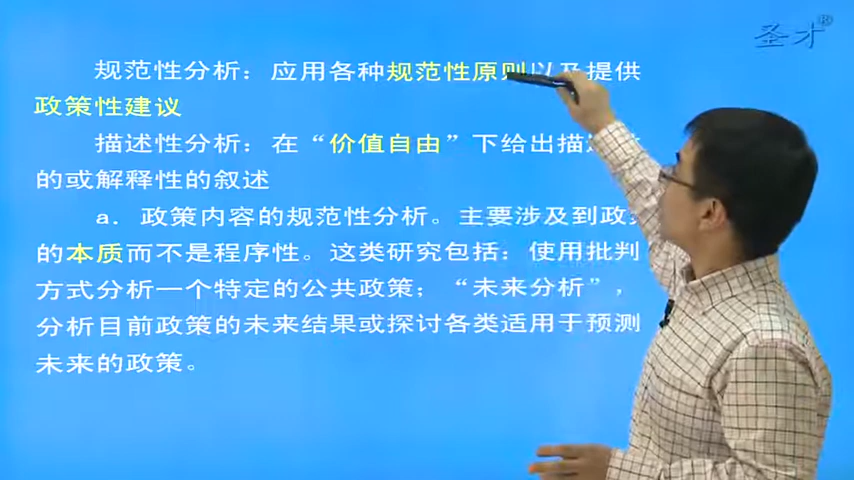 圣才®
规范性分析：应用各种规范性原则以及提供
政策性建议
描述性分析：在“价值自由”下给出描
的或解释性的叙述
a. 政策内容的规范性分析。主要涉及到政
的本质而不是程序性。这类研究包括：使用批判
方式分析一个特定的公共政策；“未来分析”，
分析目前政策的未来结果或探讨各类适用于预测
未来的政策。